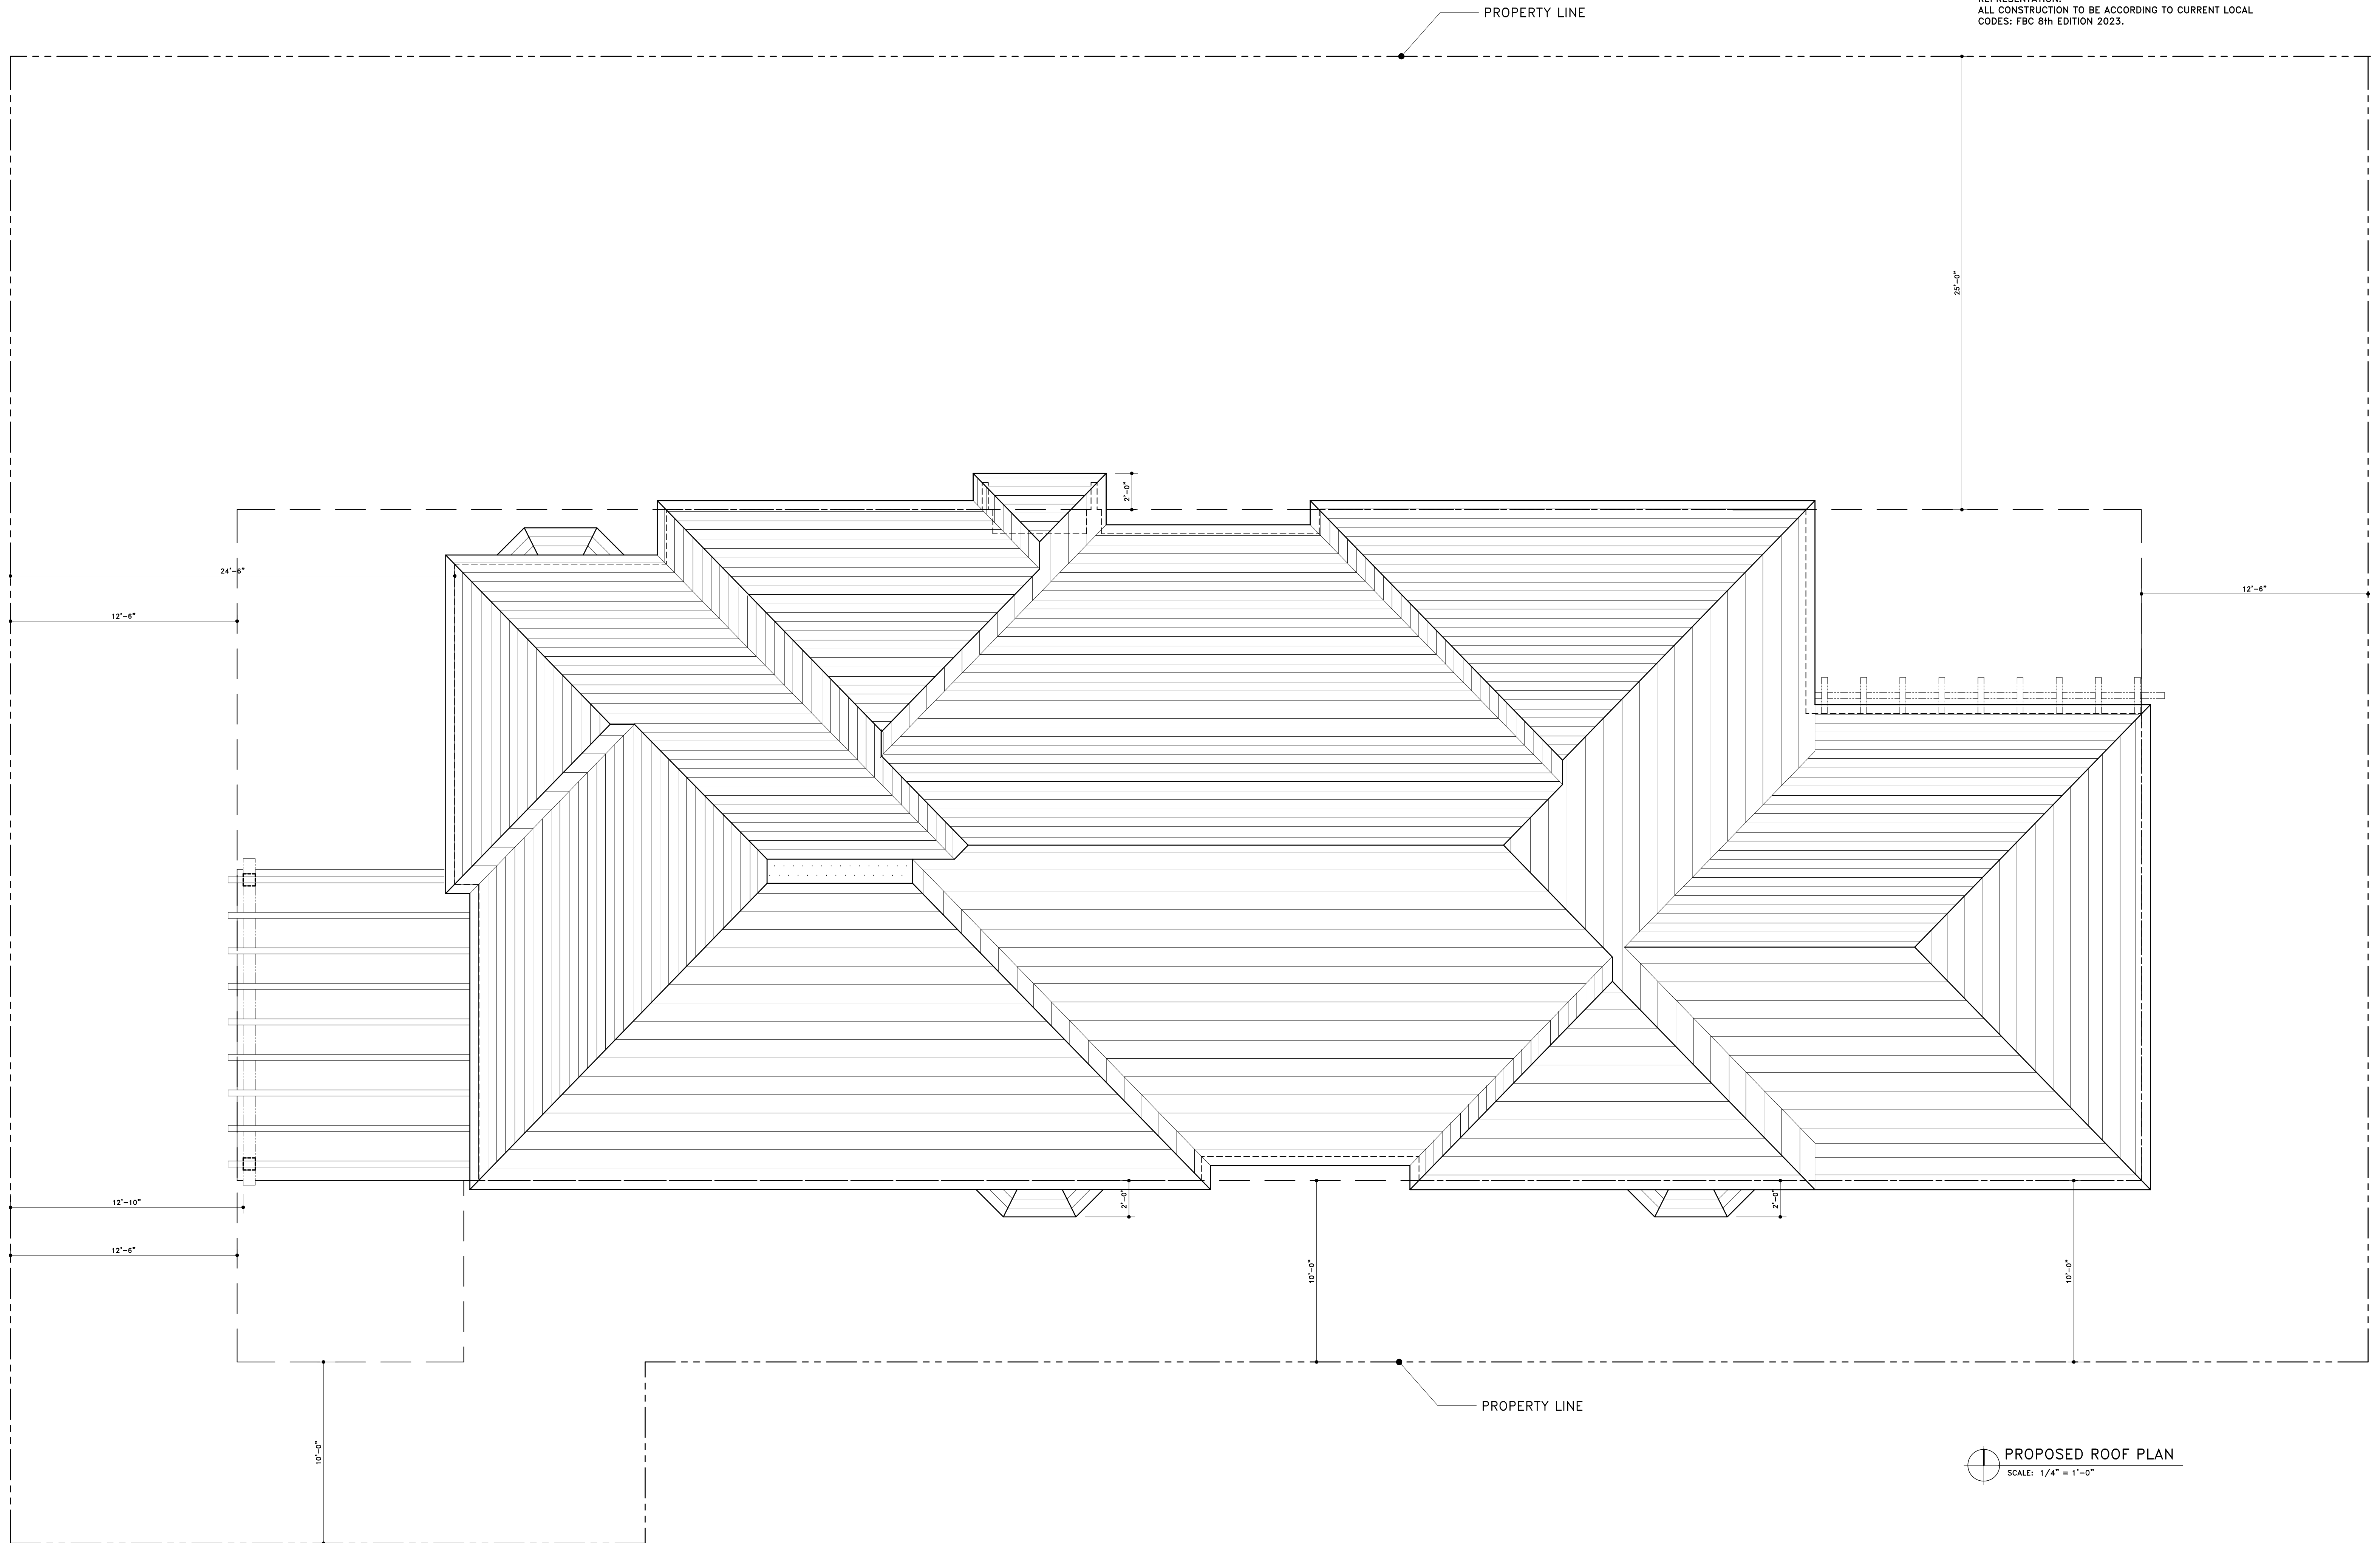 REPRESENTATION.
ALL CONSTRUCTION TO BE ACCORDING TO CURRENT LOCAL
CODES: FBC 8th EDITION 2023.
PROPERTY LINE
25'-0"
2'-0"
24'-6"
12'-6"
12'-6"
12'-10"
2'-0"
2'-0"
12'-6"
10'-0"
10'-0"
PROPERTY LINE
10'-0"
PROPOSED ROOF PLAN
SCALE: 1/4" = 1'-0"